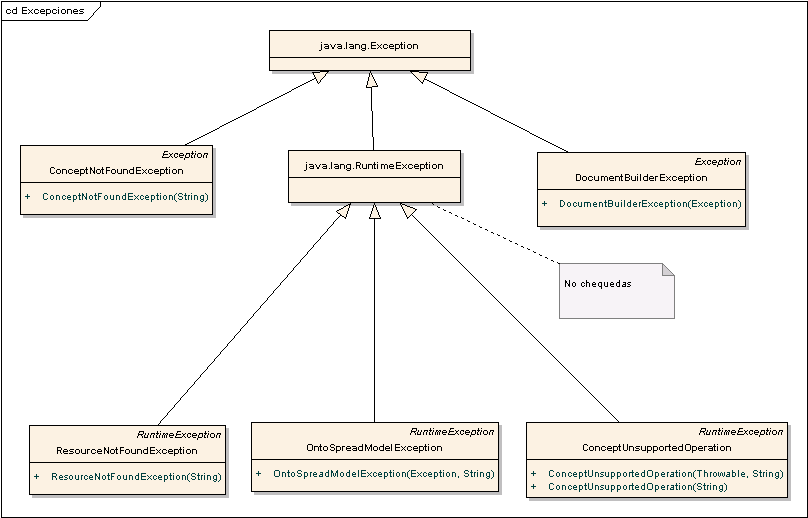 cd Excepciones
java.lang.Exception
Exception
ConceptNotFoundException
+ ConceptNotFoundException(String)
java.lang.RuntimeException
Exception
DocumentBuilderException
+ DocumentBuilderException(Exception)
No chequedas
RuntimeException
ResourceNotFoundException
+ ResourceNotFoundException(String)
RuntimeException
OntoSpreadModelException
+ OntoSpreadModelException(Exception, String)
RuntimeException
ConceptUnsupportedOperation
+ ConceptUnsupportedOperation(Throwable, String)
+ ConceptUnsupportedOperation(String)